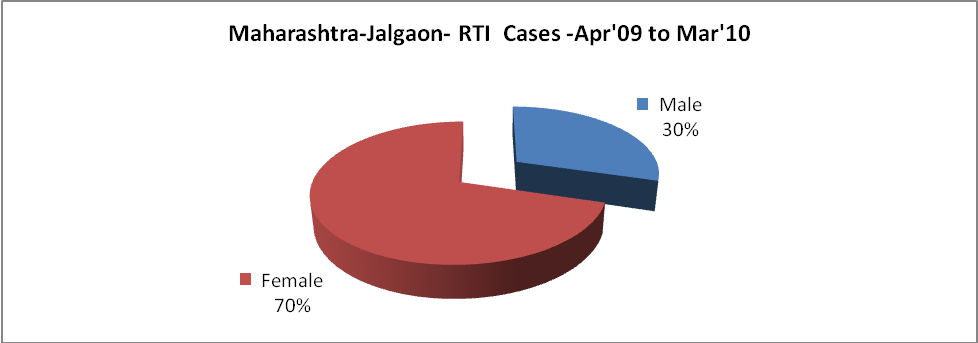 Maharashtra-Jalgaon- RTI  Cases -Apr'09 to Mar'10
Male
30%
Female
70%